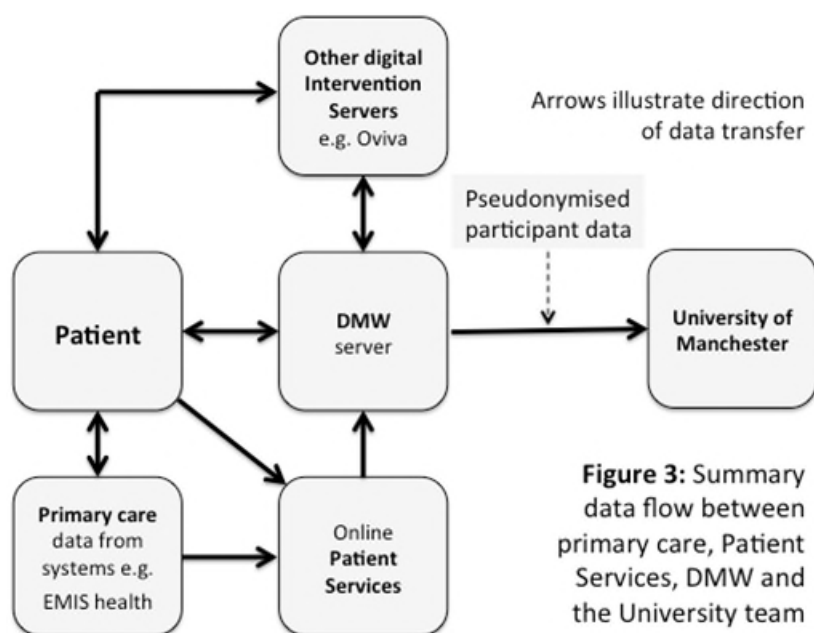 Other digital
Intervention
Servers
e.g. Oviva
Arrows illustrate direction
of data transfer
Pseudonymised
participant data
Patient
DMW
server
University of
Manchester
Primary care
data from
systems e.g.
EMIS health
Online
Patient
Services
Figure 3: Summary
data flow between
primary care, Patient
Services, DMW and
the University team